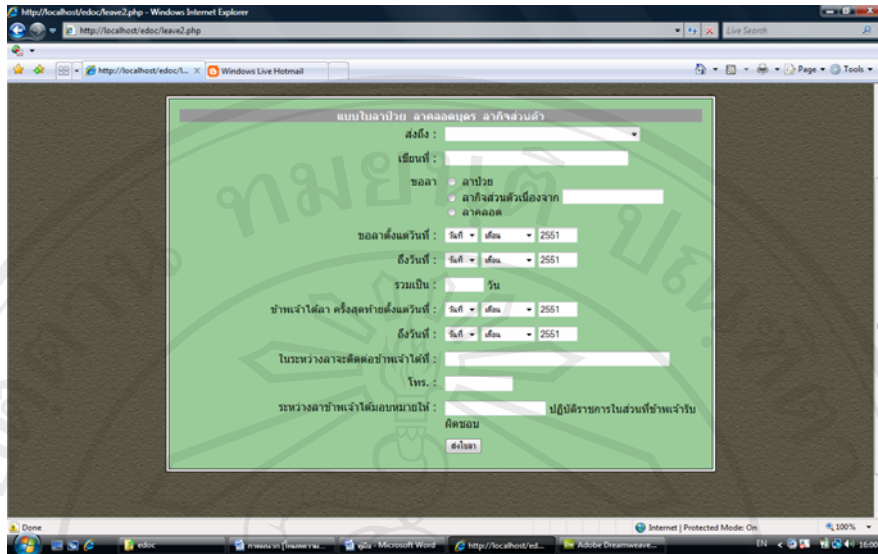 http://localhost/edoc/leave2.php - Windows Internet Explorer
http://localhost/edoc/leave2.php
Live Search
http://localhost/edoc/l... Windows Live Hotmail Page Tools
แบบใบลาป่วย ลาคลอดบุตร ลากิจส่วนตัว
ส่งถึง :
เขียนที่ :
ขอลา ลาป่วย
ลากิจส่วนตัวเนื่องจาก
ลาคลอด
ขอลาตั้งแต่วันที่ : วันที่ เดือน 2551
ถึงวันที่ : วันที่ เดือน 2551
รวมเป็น : วัน
ข้าพเจ้าได้ลา ครั้งสุดท้ายตั้งแต่วันที่ : วันที่ เดือน 2551
ถึงวันที่ : วันที่ เดือน 2551
ในระหว่างลาจะติดต่อข้าพเจ้าได้ที่ :
โทร. :
ระหว่างลาข้าพเจ้าได้มอบหมายให้ : ปฏิบัติราชการในส่วนที่ข้าพเจ้ารับ
ผิดชอบ
ส่งใบลา
Done Internet | Protected Mode: On 100%
edoc - Microsoft Word http://localhost/ed... Adobe Dreamweave... EN 16:00